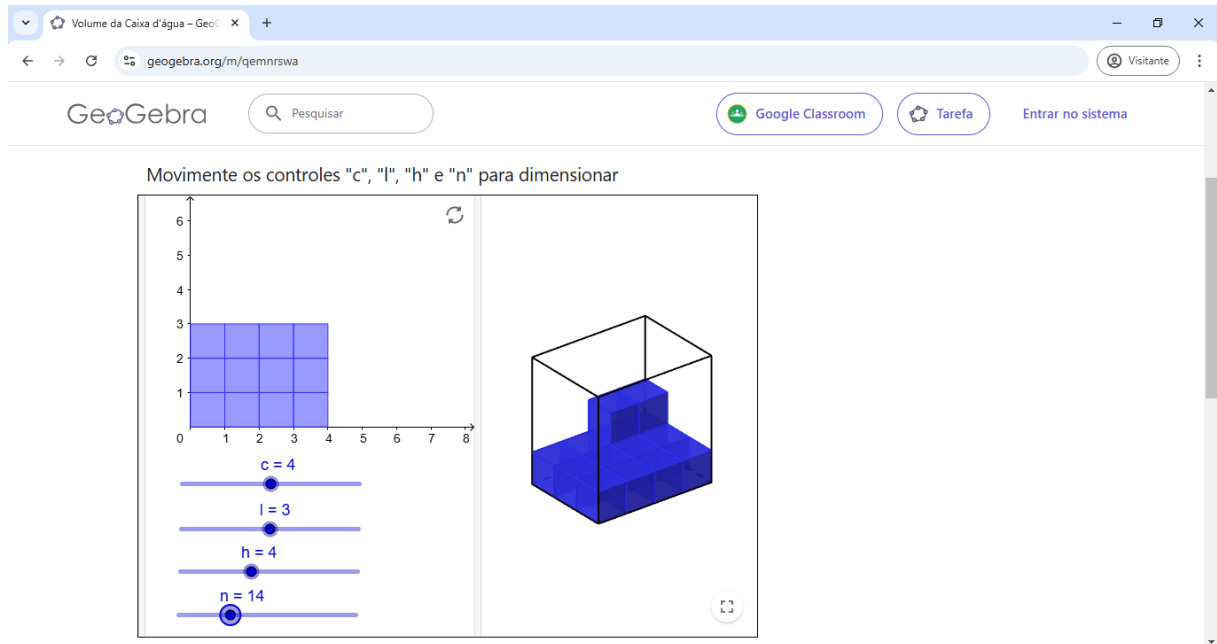 Volume da Caixa d'água – GeoG
geogebra.org/m/qemnrswa
Visitante
GeoGebra
Pesquisar
Google Classroom
Tarefa
Entrar no sistema
Movimente os controles "c", "l", "h" e "n" para dimensionar
6
5
4
3
2
1
0 1 2 3 4 5 6 7 8
c = 4
l = 3
h = 4
n = 14